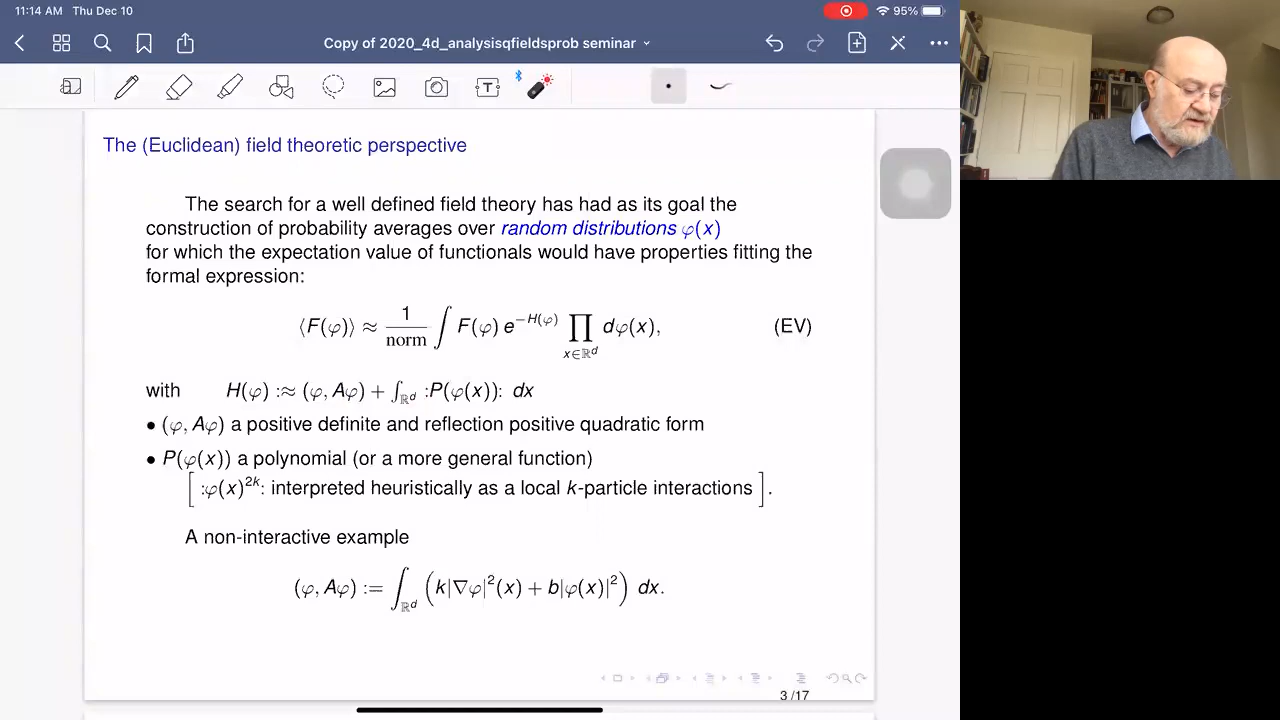 11:14 AM Thu Dec 10
95%
Copy of 2020_4d_analysisqfieldsprob seminar
T
The (Euclidean) field theoretic perspective
The search for a well defined field theory has had as its goal the
construction of probability averages over random distributions φ(x)
for which the expectation value of functionals would have properties fitting the
formal expression:
⟨F(φ)⟩ ≈ 1/norm ∫ F(φ) e^{−H(φ)} ∏_{x∈ℝ^d} dφ(x), (EV)
with H(φ) :≈ (φ, Aφ) + ∫_{ℝ^d} :P(φ(x)): dx
• (φ, Aφ) a positive definite and reflection positive quadratic form
• P(φ(x)) a polynomial (or a more general function)
[ :φ(x)^{2k}: interpreted heuristically as a local k-particle interactions ].
A non-interactive example
(φ, Aφ) := ∫_{ℝ^d} (k|∇φ|²(x) + b|φ(x)|²) dx.
3 /17